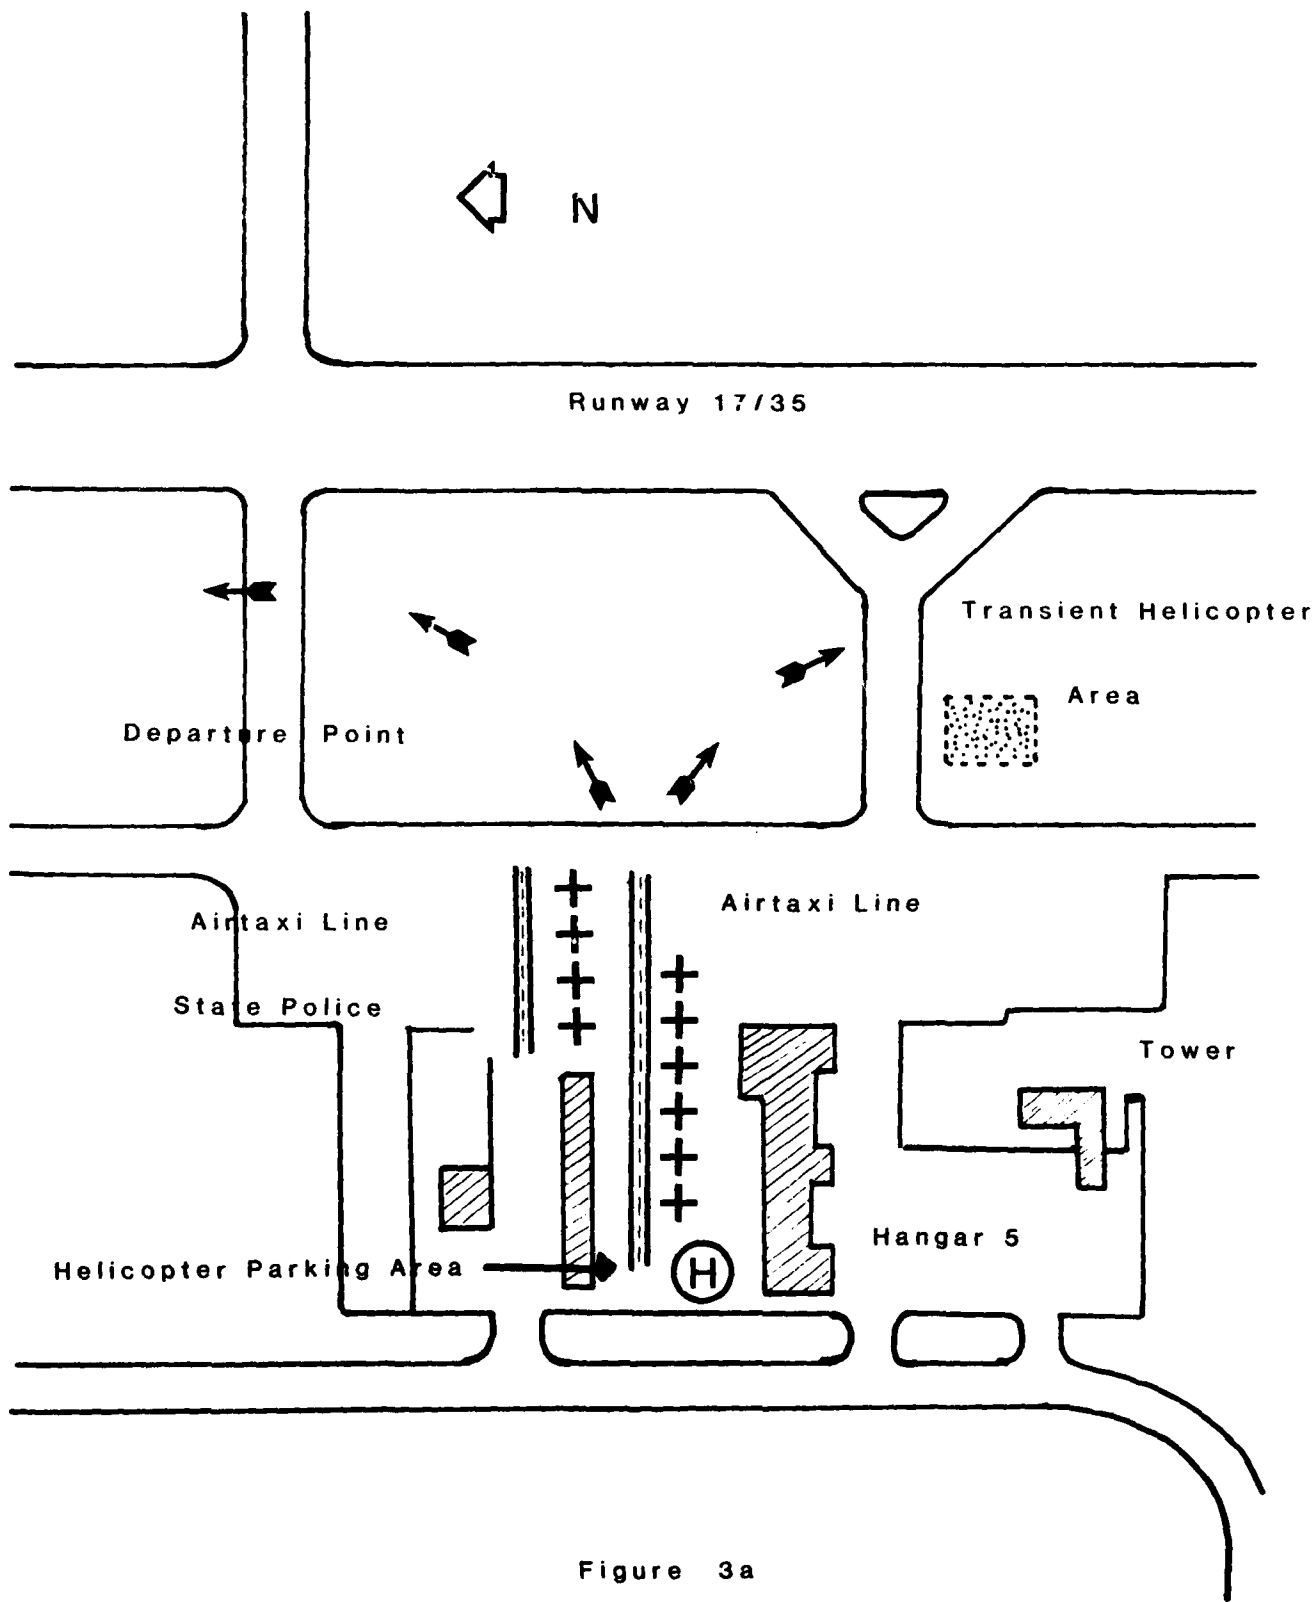 N
Runway 17/35
Transient Helicopter
Area
Departure Point
Airtaxi Line
Airtaxi Line
State Police
Tower
Hangar 5
Helicopter Parking Area
H
Figure 3a